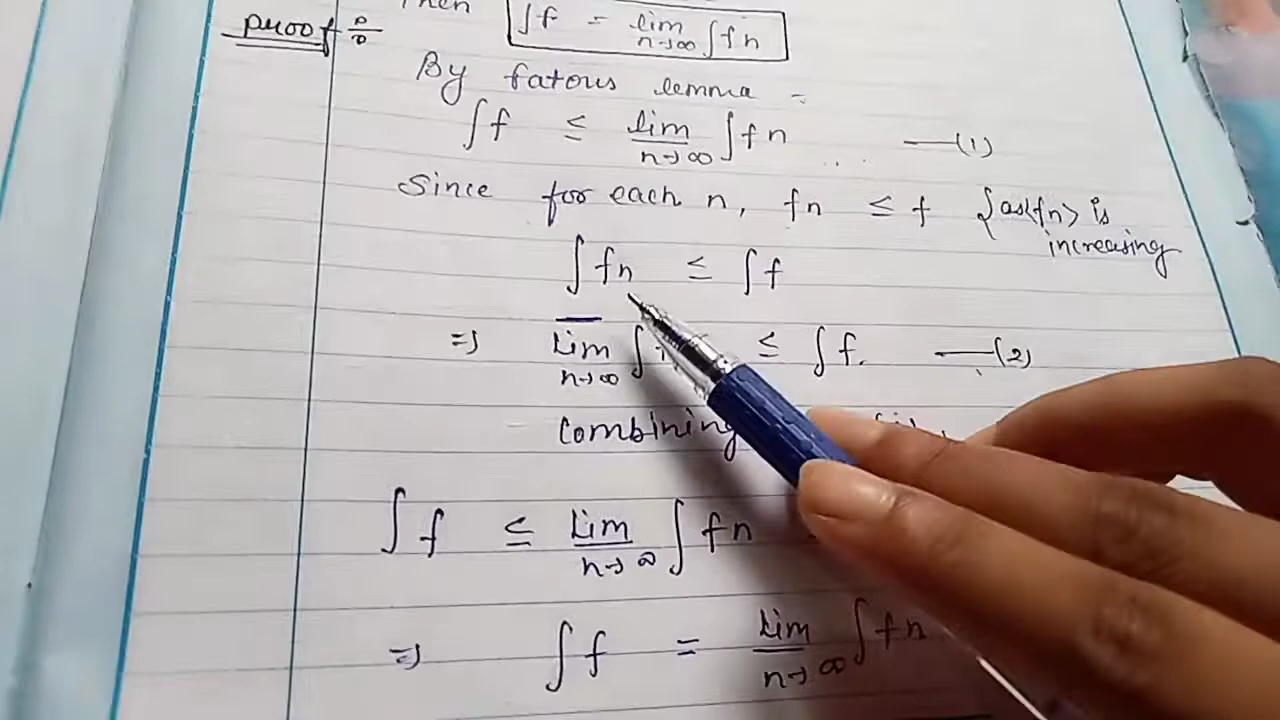 Then ∫f = lim n→∞ ∫fn
proof :
By fatous lemma -
∫f ≤ lim n→∞ ∫fn —(1)
Since for each n, fn ≤ f {as <fn> is increasing
∫fn ≤ ∫f
⇒ lim n→∞ ∫ ≤ ∫f. —(2)
Combining
∫f ≤ lim n→∞ ∫fn
⇒ ∫f = lim n→∞ ∫fn